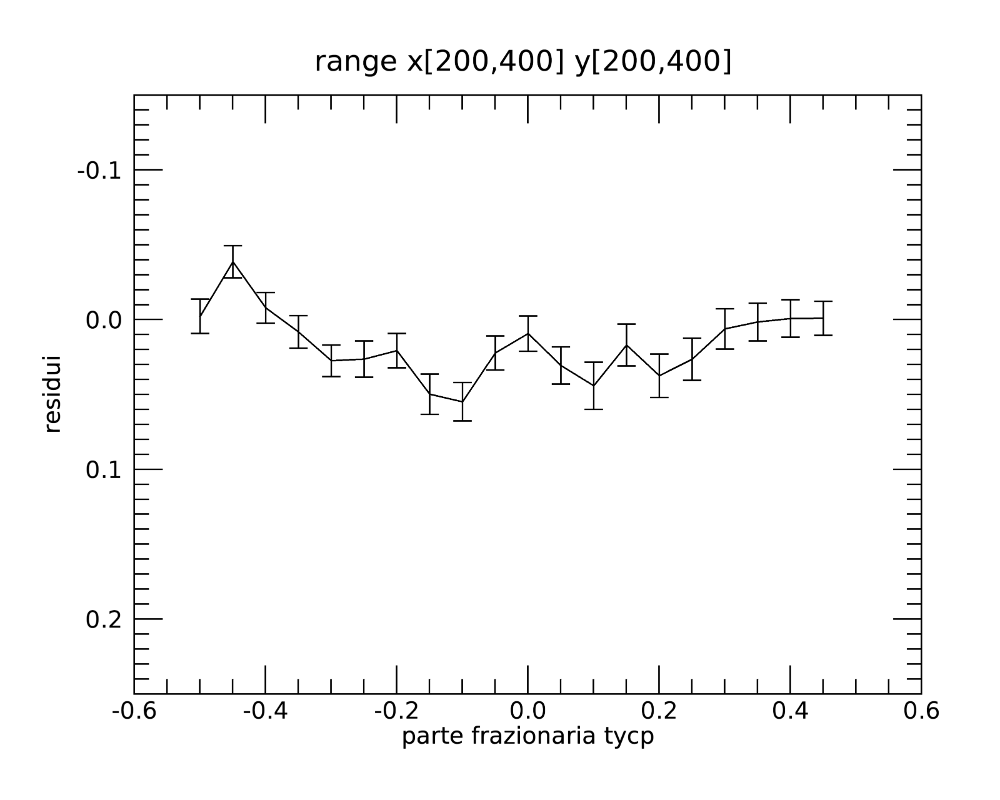 range x[200,400] y[200,400]
-0.1
0.0
0.1
0.2
residui
-0.6 -0.4 -0.2 0.0 0.2 0.4 0.6
parte frazionaria tycp